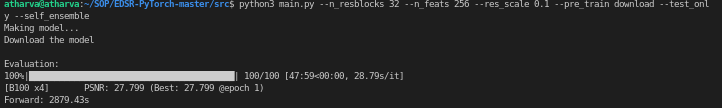 atharva@atharva:~/SOP/EDSR-PyTorch-master/src$ python3 main.py --n_resblocks 32 --n_feats 256 --res_scale 0.1 --pre_train download --test_onl
y --self_ensemble
Making model...
Download the model

Evaluation:
100%|██████████| 100/100 [47:59<00:00, 28.79s/it]
[B100 x4]	PSNR: 27.799 (Best: 27.799 @epoch 1)
Forward: 2879.43s